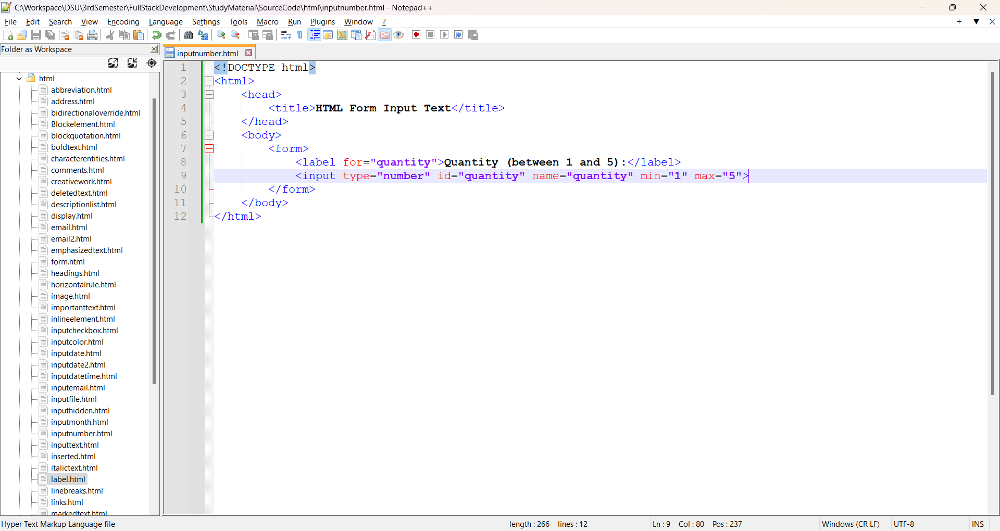 C:\Workspace\DSU\3rdSemester\FullStackDevelopment\StudyMaterial\SourceCode\html\inputnumber.html - Notepad++
File Edit Search View Encoding Language Settings Tools Macro Run Plugins Window ?
Folder as Workspace
inputnumber.html
html
abbreviation.html
address.html
bidirectionaloverride.html
Blockelement.html
blockquotation.html
boldtext.html
characterentities.html
comments.html
creativework.html
deletedtext.html
descriptionlist.html
display.html
email.html
email2.html
emphasizedtext.html
form.html
headings.html
horizontalrule.html
image.html
importanttext.html
inlineelement.html
inputcheckbox.html
inputcolor.html
inputdate.html
inputdate2.html
inputdatetime.html
inputemail.html
inputfile.html
inputhidden.html
inputmonth.html
inputnumber.html
inputtext.html
inserted.html
italictext.html
label.html
linebreaks.html
links.html
markedtext.html
1 <!DOCTYPE html>
2 <html>
3 <head>
4 <title>HTML Form Input Text</title>
5 </head>
6 <body>
7 <form>
8 <label for="quantity">Quantity (between 1 and 5):</label>
9 <input type="number" id="quantity" name="quantity" min="1" max="5">
10 </form>
11 </body>
12 </html>
Hyper Text Markup Language file length : 266 lines : 12 Ln : 9 Col : 80 Pos : 237 Windows (CR LF) UTF-8 INS